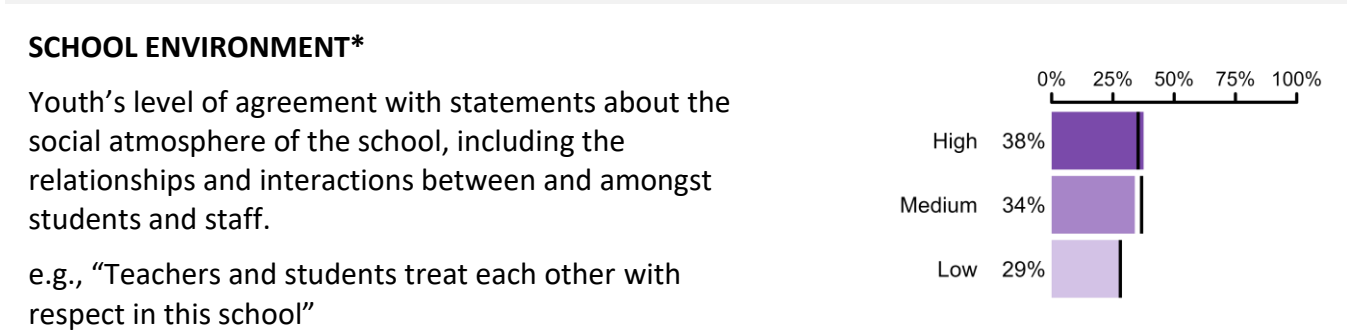 SCHOOL ENVIRONMENT*
Youth’s level of agreement with statements about the
social atmosphere of the school, including the
relationships and interactions between and amongst
students and staff.
e.g., “Teachers and students treat each other with
respect in this school”
0% 25% 50% 75% 100%
High 38%
Medium 34%
Low 29%